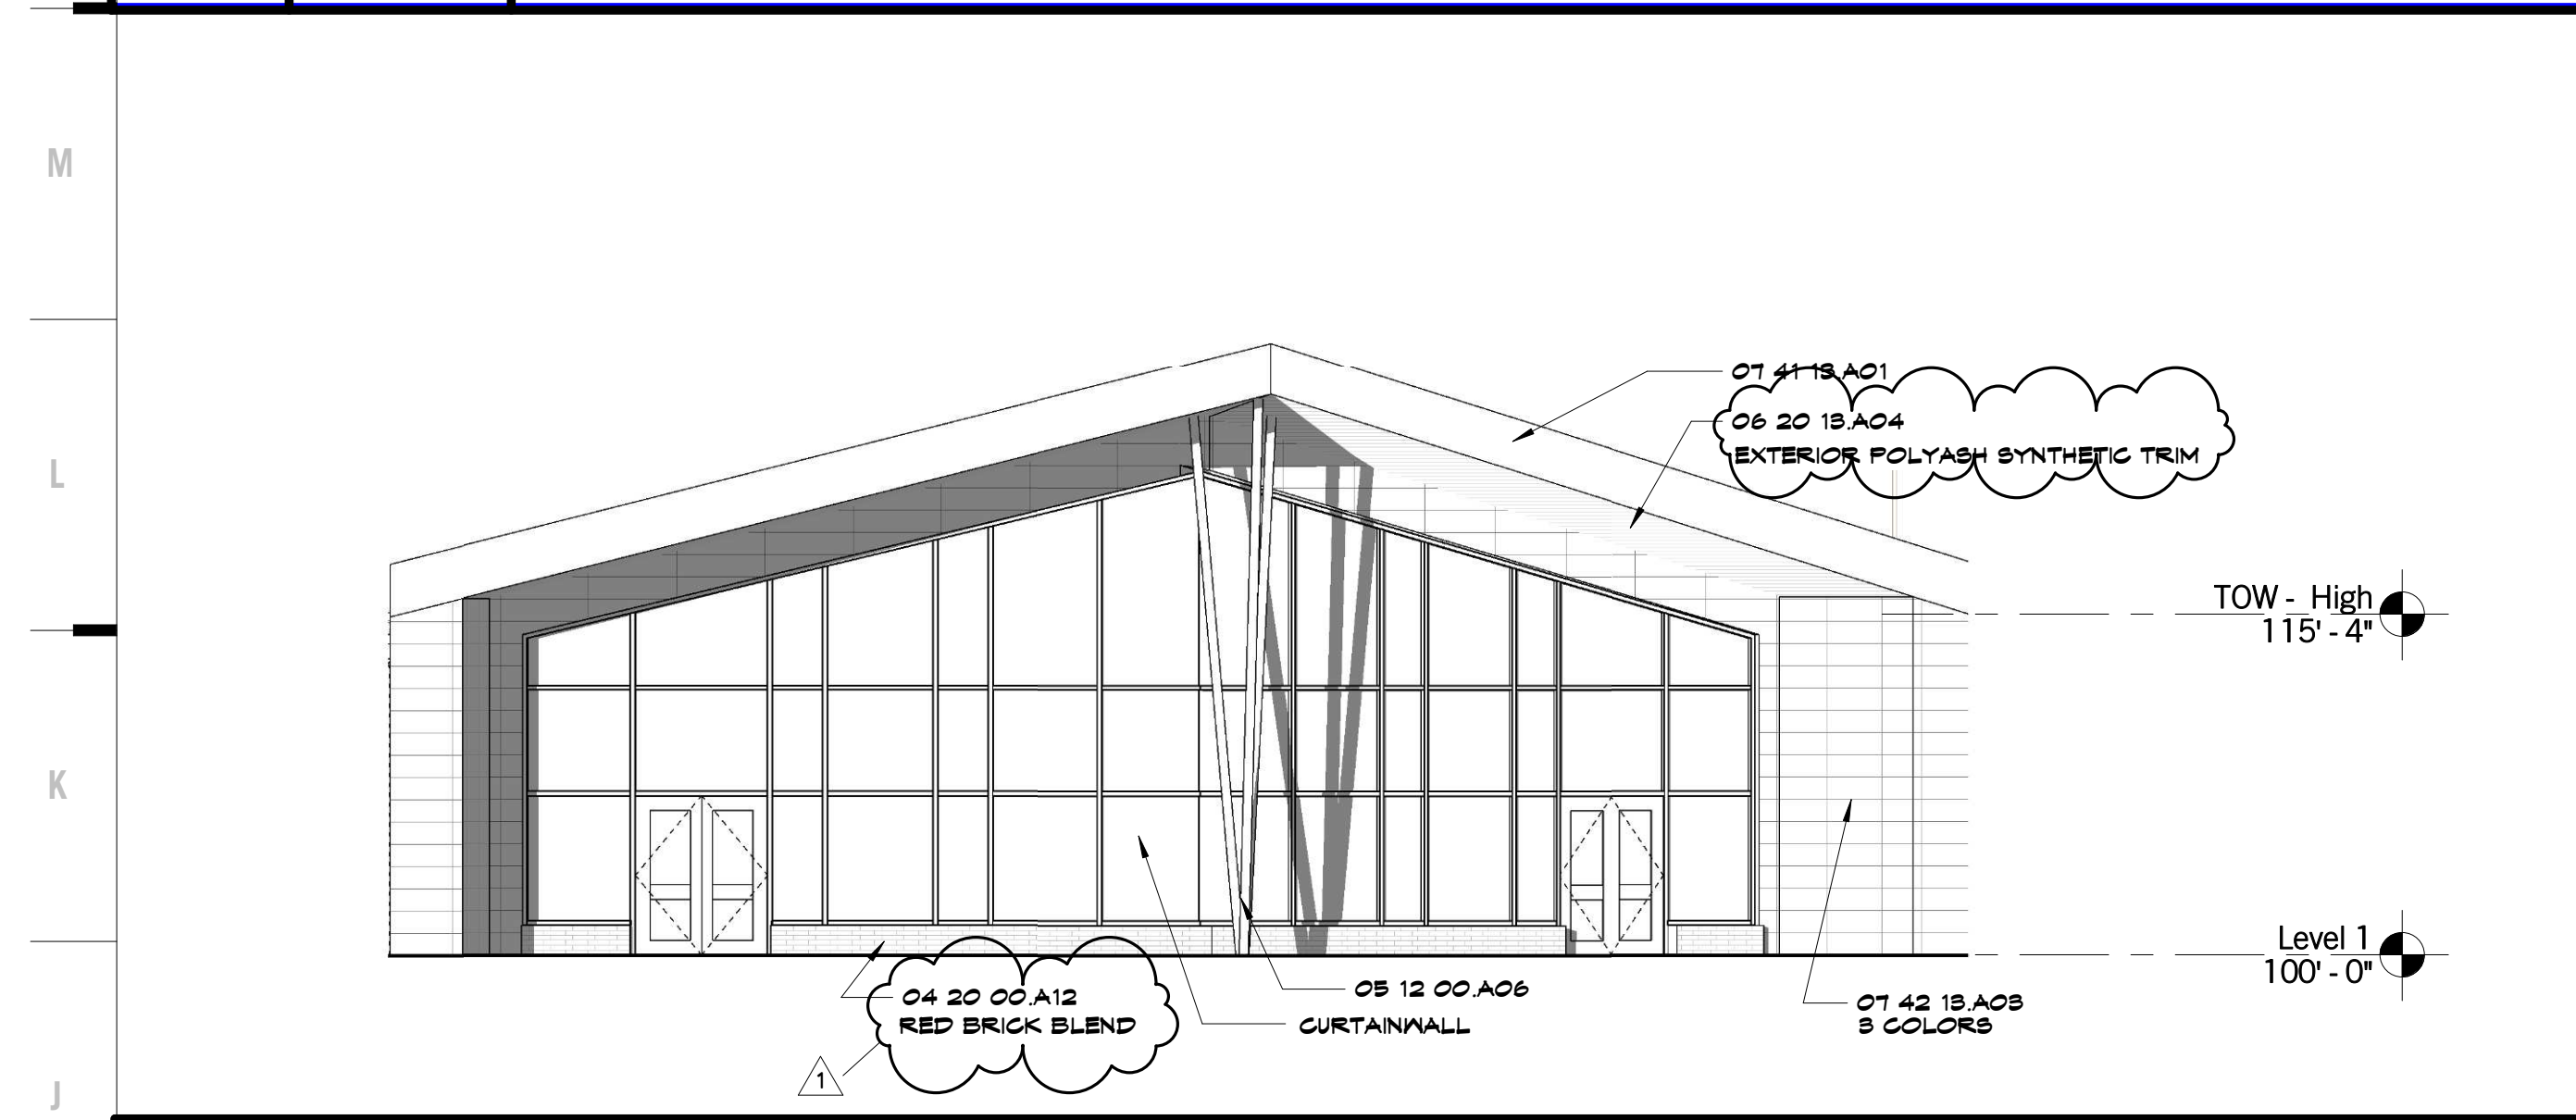 M
L
K
J
07 41 13.A01
06 20 13.A04
EXTERIOR POLYASH SYNTHETIC TRIM
TOW - High
115' - 4"
Level 1
100' - 0"
04 20 00.A12
RED BRICK BLEND
1
05 12 00.A06
CURTAINWALL
07 42 13.A03
3 COLORS